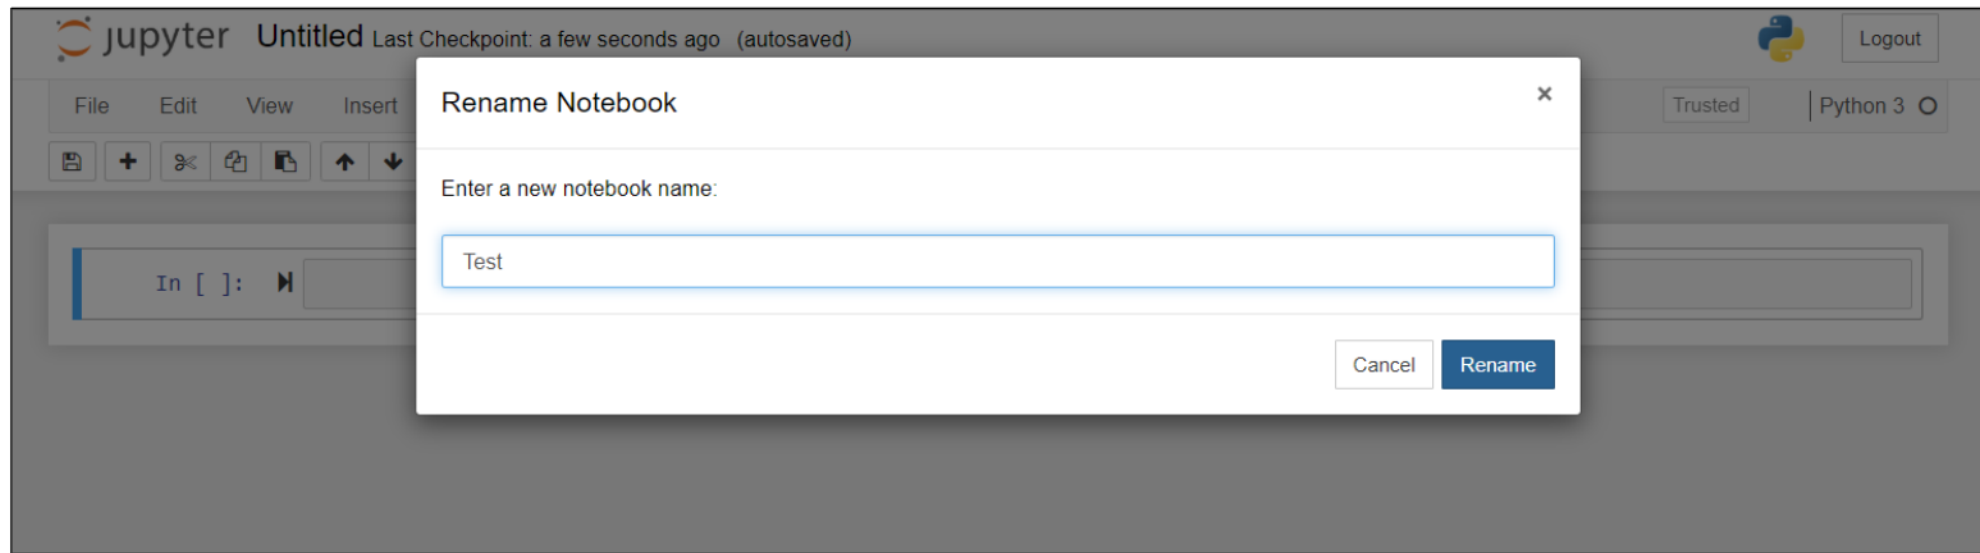 jupyter Untitled Last Checkpoint: a few seconds ago (autosaved) Logout
File Edit View Insert Trusted Python 3
Rename Notebook ×
Enter a new notebook name:
In [ ]: Test
Cancel Rename